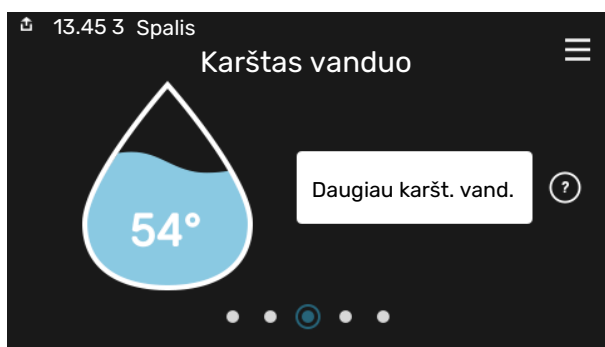 13.45 3 Spalis
Karštas vanduo
54°
Daugiau karšt. vand.
?